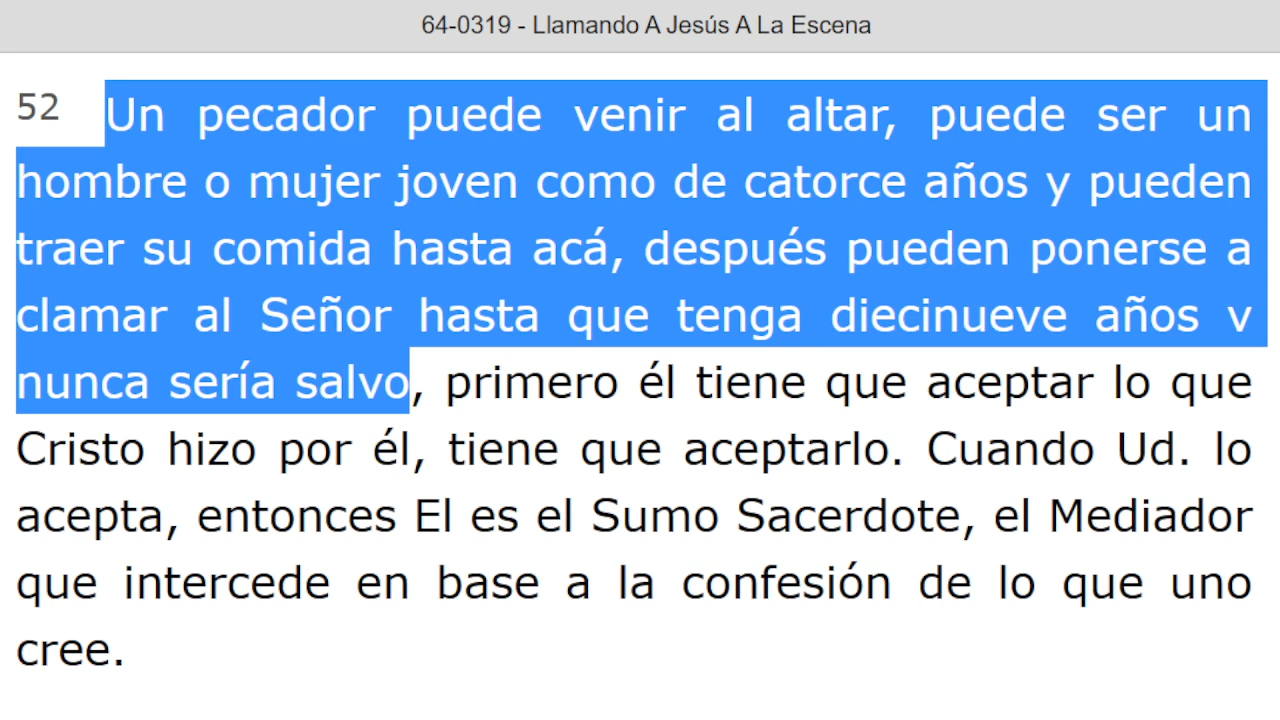 64-0319 - Llamando A Jesús A La Escena
52 Un pecador puede venir al altar, puede ser un
hombre o mujer joven como de catorce años y pueden
traer su comida hasta acá, después pueden ponerse a
clamar al Señor hasta que tenga diecinueve años v
nunca sería salvo, primero él tiene que aceptar lo que
Cristo hizo por él, tiene que aceptarlo. Cuando Ud. lo
acepta, entonces El es el Sumo Sacerdote, el Mediador
que intercede en base a la confesión de lo que uno
cree.